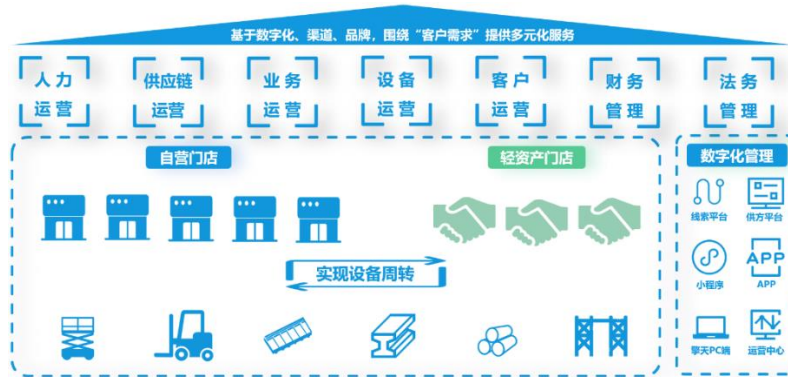 基于数字化、渠道、品牌，围绕“客户需求”提供多元化服务
人力 供应链 业务 设备 客户 财务 法务
运营 运营 运营 运营 运营 管理 管理
自营门店 轻资产门店 数字化管理
线索平台 供方平台
实现设备周转
APP
小程序 APP
擎天PC端 运营中心